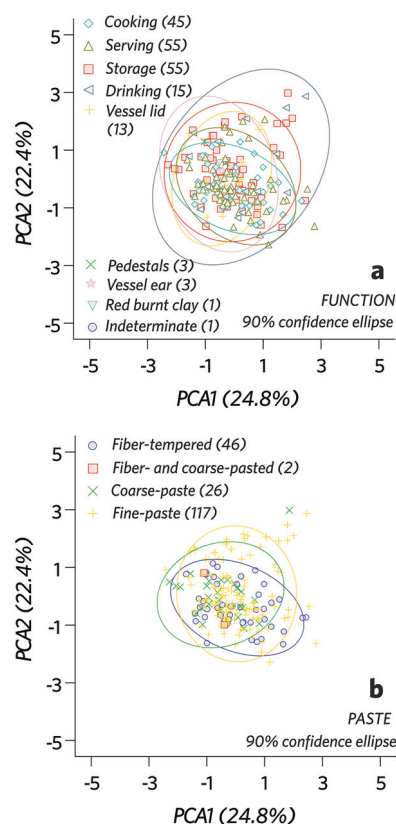 5
3
1
-1
-3
-5
PCA2 (22.4%)
Cooking (45)
Serving (55)
Storage (55)
Drinking (15)
Vessel lid
(13)
Pedestals (3)
Vessel ear (3)
Red burnt clay (1)
Indeterminate (1)
a
FUNCTION
90% confidence ellipse
-5 -3 -1 1 3 5
PCA1 (24.8%)
5
3
1
-1
-3
-5
PCA2 (22.4%)
Fiber-tempered (46)
Fiber- and coarse-pasted (2)
Coarse-paste (26)
Fine-paste (117)
b
PASTE
90% confidence ellipse
-5 -3 -1 1 3 5
PCA1 (24.8%)